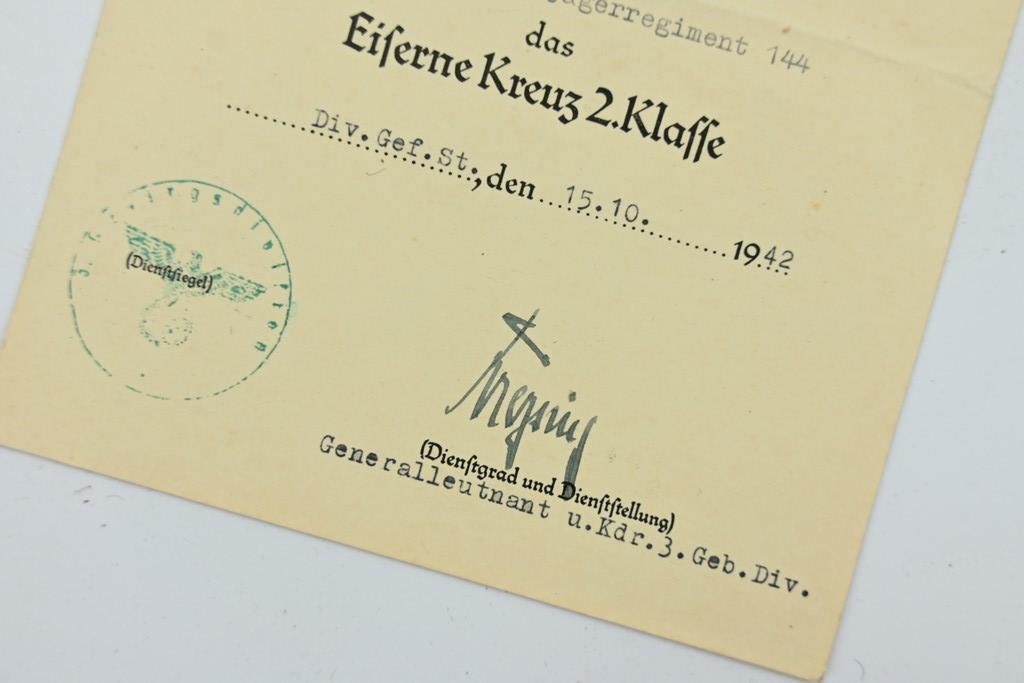 jägerregiment 144
das
Eiſerne Kreuz 2. Klaſſe
Div.Gef.St., den 15.10. 1942
(Dienſtſiegel)
(Dienſtgrad und Dienſtſtellung)
Generalleutnant u.Kdr.3.Geb.Div.